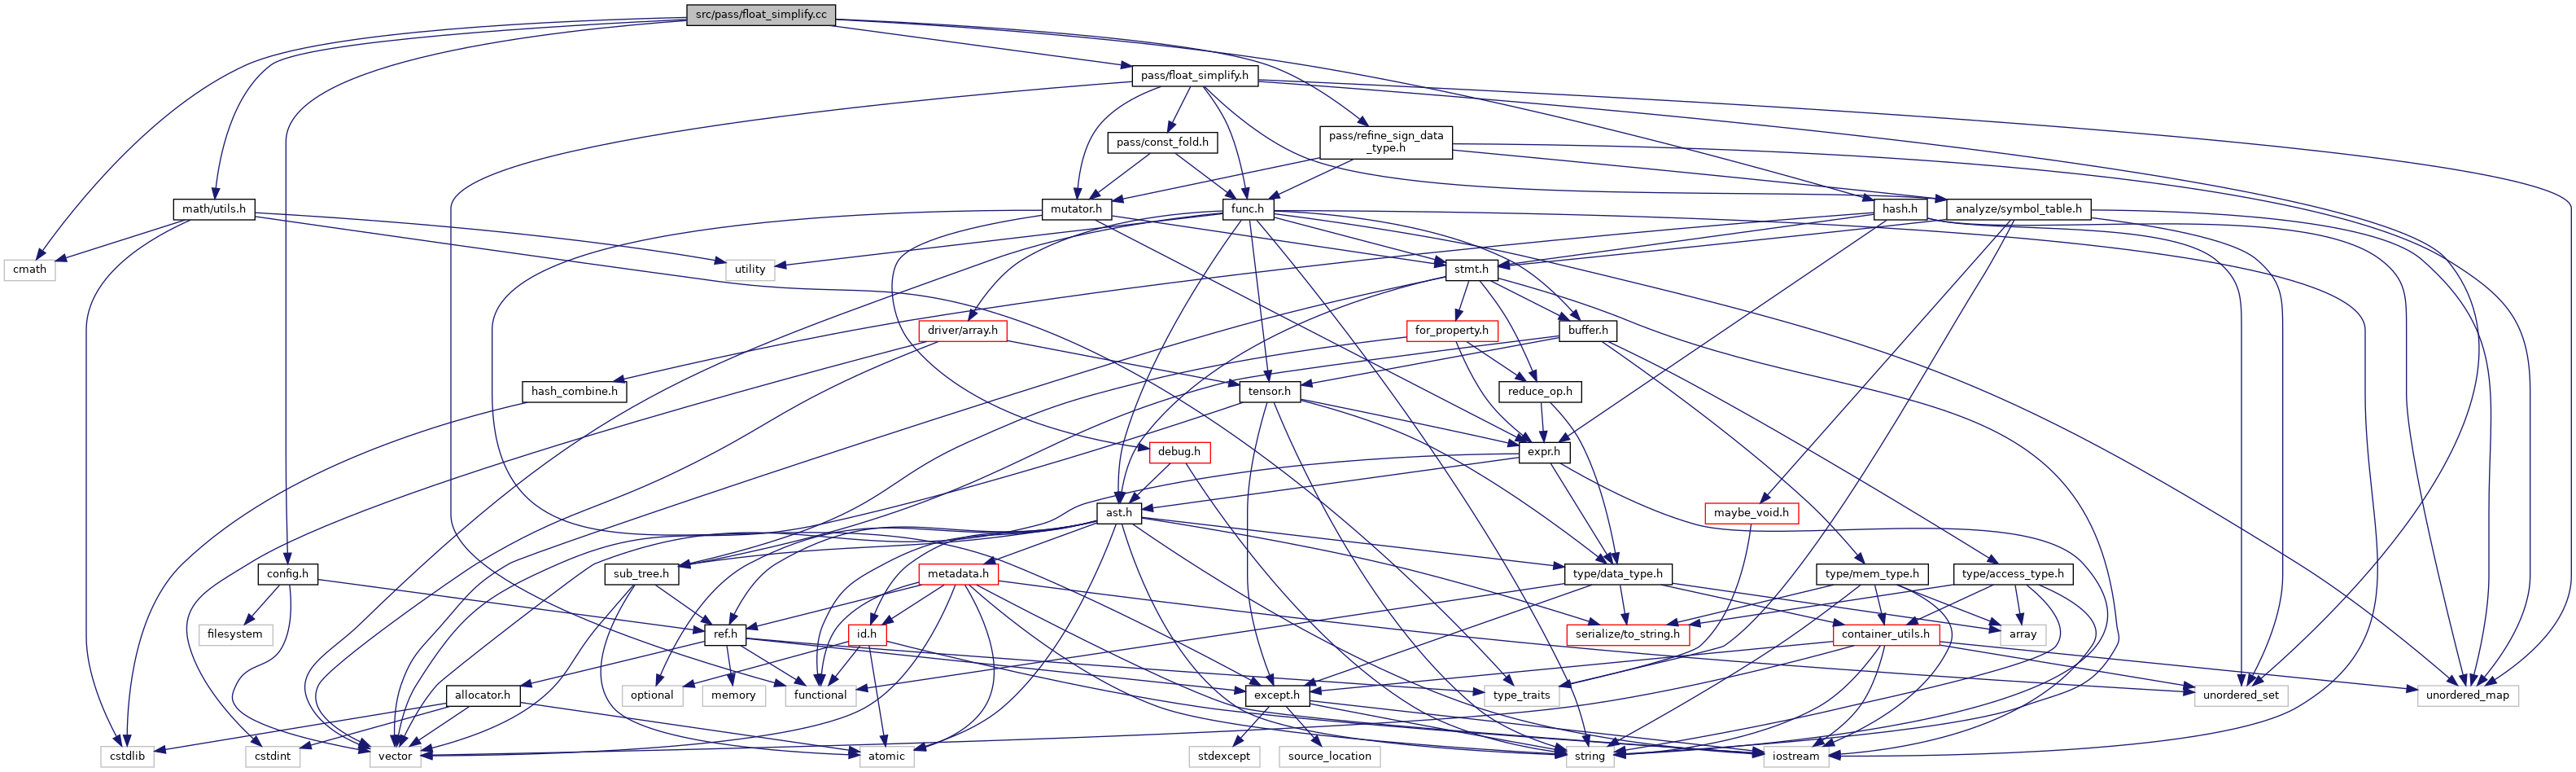 src/pass/float_simplify.cc
pass/float_simplify.h
pass/const_fold.h
pass/refine_sign_data
_type.h
math/utils.h
mutator.h
func.h
hash.h
analyze/symbol_table.h
cmath
utility
stmt.h
driver/array.h
for_property.h
buffer.h
hash_combine.h
tensor.h
reduce_op.h
debug.h
expr.h
ast.h
maybe_void.h
config.h
sub_tree.h
metadata.h
type/data_type.h
type/mem_type.h
type/access_type.h
filesystem
ref.h
id.h
serialize/to_string.h
container_utils.h
array
allocator.h
optional
memory
functional
except.h
type_traits
unordered_set
unordered_map
cstdlib
cstdint
vector
atomic
stdexcept
source_location
string
iostream